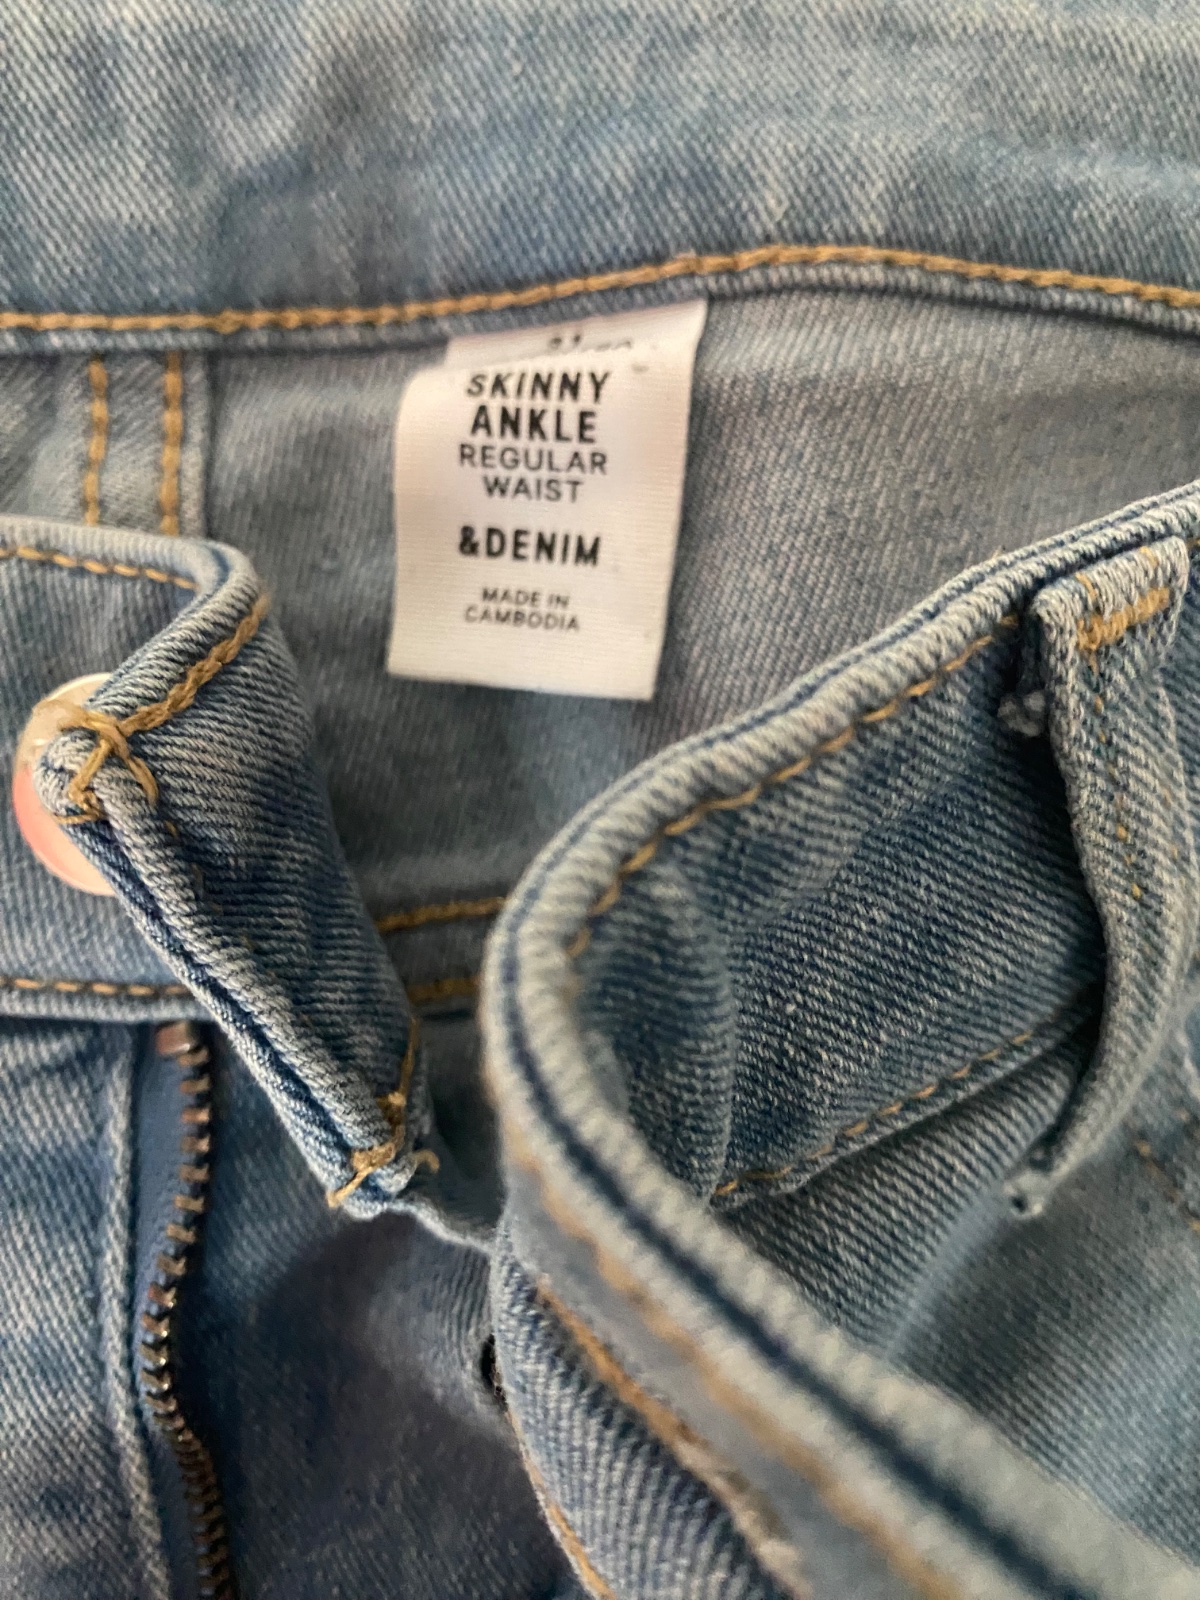 SKINNY
ANKLE
REGULAR
WAIST
&DENIM
MADE IN
CAMBODIA